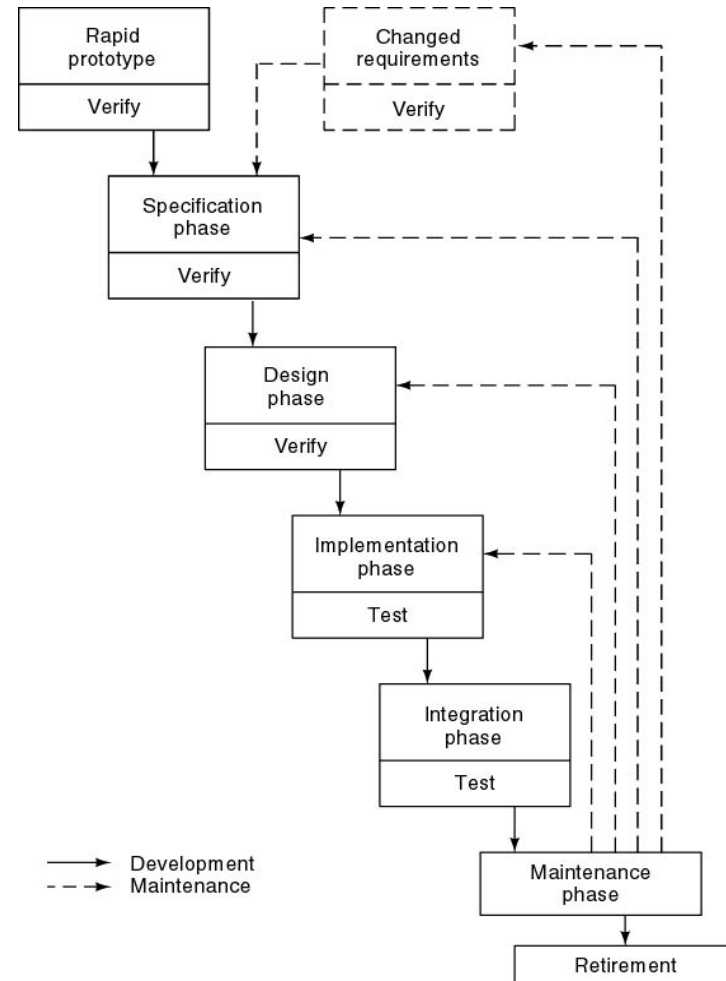 Rapid
prototype
Verify
Changed
requirements
Verify
Specification
phase
Verify
Design
phase
Verify
Implementation
phase
Test
Integration
phase
Test
Development
Maintenance
Maintenance
phase
Retirement